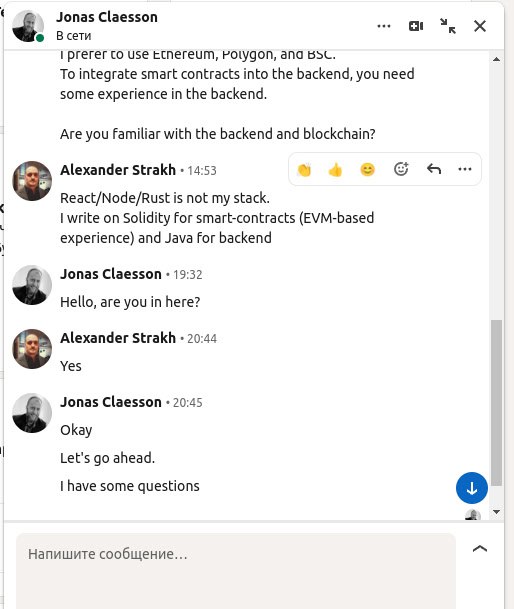 Jonas Claesson
В сети
I prefer to use Ethereum, Polygon, and BSC.
To integrate smart contracts into the backend, you need
some experience in the backend.
Are you familiar with the backend and blockchain?
Alexander Strakh • 14:53
React/Node/Rust is not my stack.
I write on Solidity for smart-contracts (EVM-based
experience) and Java for backend
Jonas Claesson • 19:32
Hello, are you in here?
Alexander Strakh • 20:44
Yes
Jonas Claesson • 20:45
Okay
Let's go ahead.
I have some questions
Напишите сообщение...